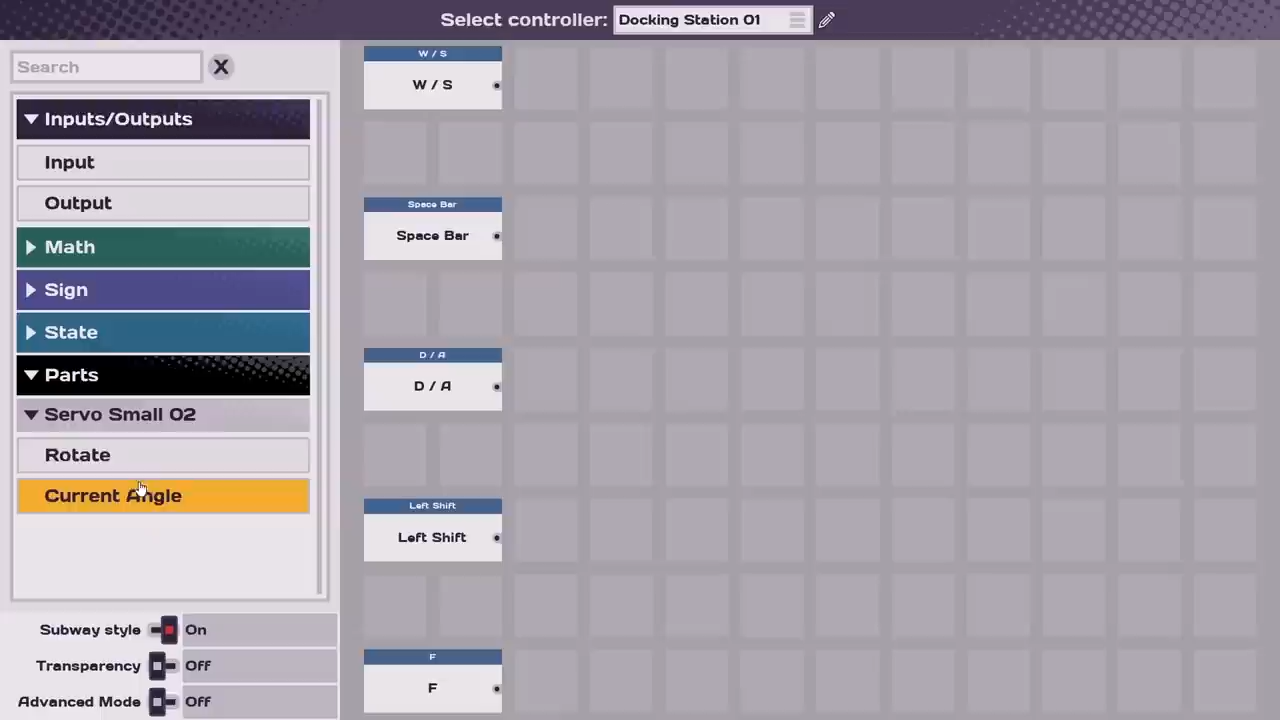 Select controller: Docking Station 01
Search X
Inputs/Outputs
Input
Output
Math
Sign
State
Parts
Servo Small 02
Rotate
Current Angle
Subway style On
Transparency Off
Advanced Mode Off
W / S
W / S
Space Bar
Space Bar
D / A
D / A
Left Shift
Left Shift
F
F